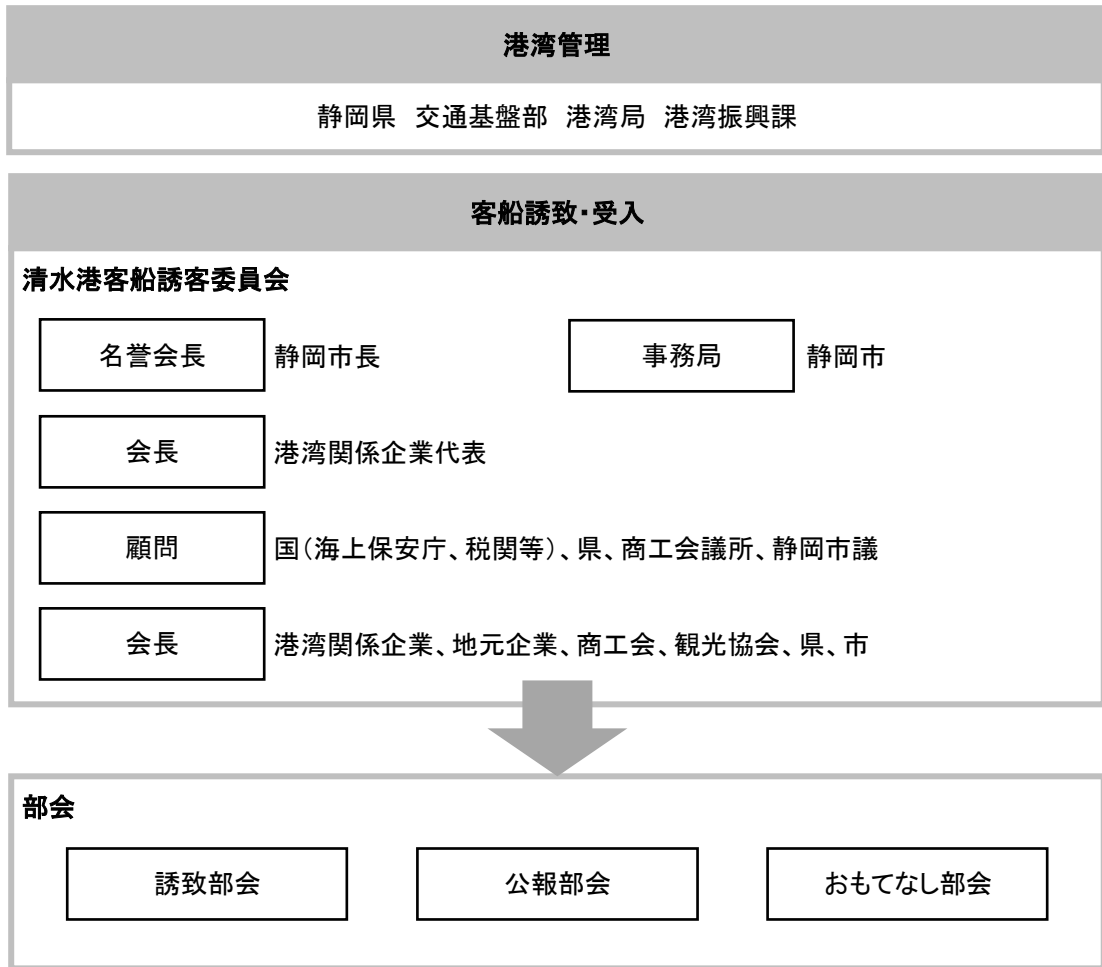 港湾管理
静岡県 交通基盤部 港湾局 港湾振興課
客船誘致・受入
清水港客船誘客委員会
名誉会長 静岡市長 事務局 静岡市
会長 港湾関係企業代表
顧問 国(海上保安庁、税関等)、県、商工会議所、静岡市議
会長 港湾関係企業、地元企業、商工会、観光協会、県、市
部会
誘致部会 公報部会 おもてなし部会